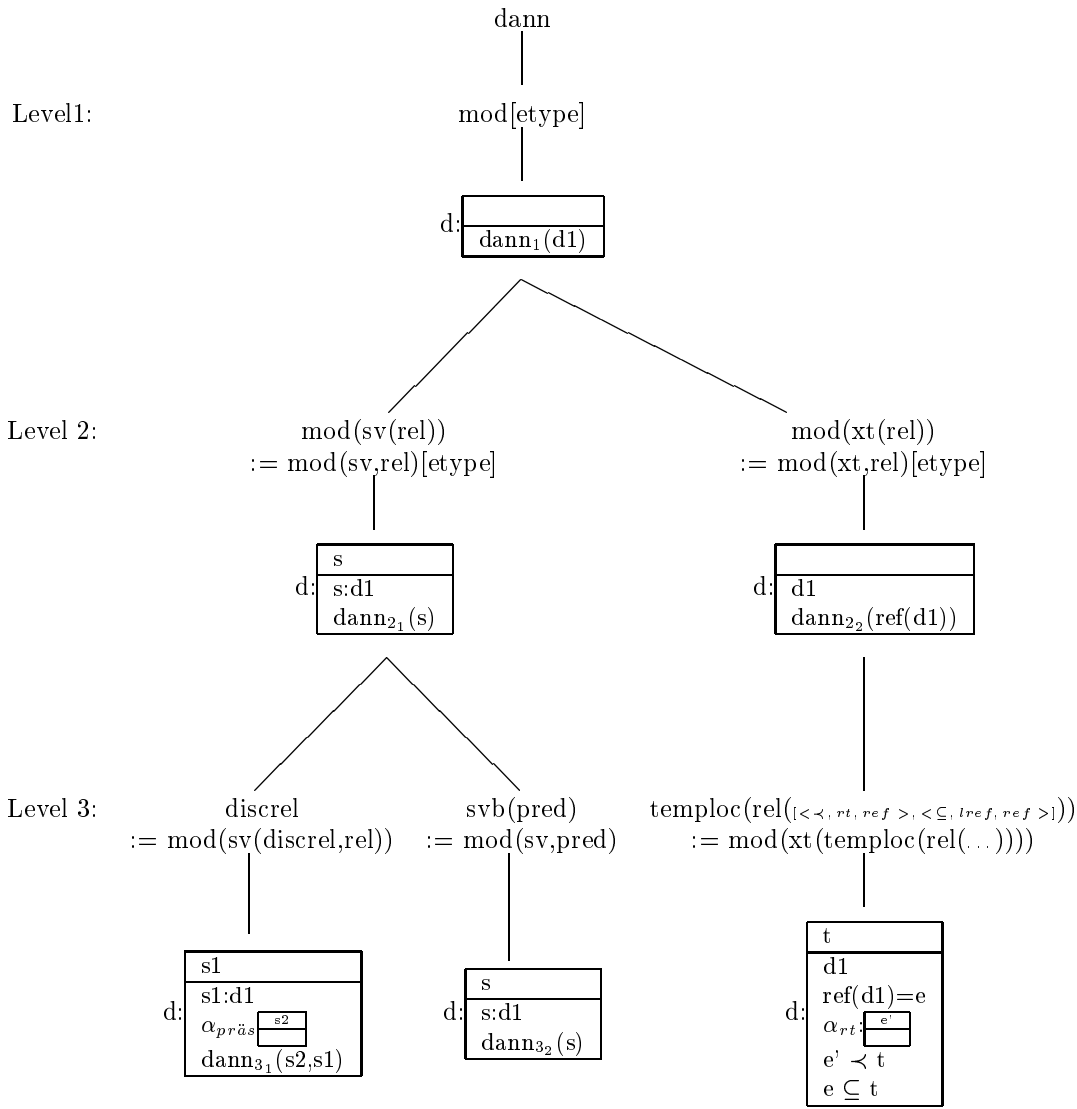 dann
Level1: mod[etype]
d:
dann₁(d1)
Level 2: mod(sv(rel)) mod(xt(rel))
:= mod(sv,rel)[etype] := mod(xt,rel)[etype]
s
d: s:d1 d: d1
dann₂₁(s) dann₂₂(ref(d1))
Level 3: discrel svb(pred) temploc(rel([<≺, rt, ref >, <⊆, lref, ref >]))
:= mod(sv(discrel,rel)) := mod(sv,pred) := mod(xt(temploc(rel(...))))
s1 s t
s1:d1 s:d1 d1
d: αpräs s2 d: dann₃₂(s) d: ref(d1)=e
dann₃₁(s2,s1) αrt: e'
e' ≺ t
e ⊆ t